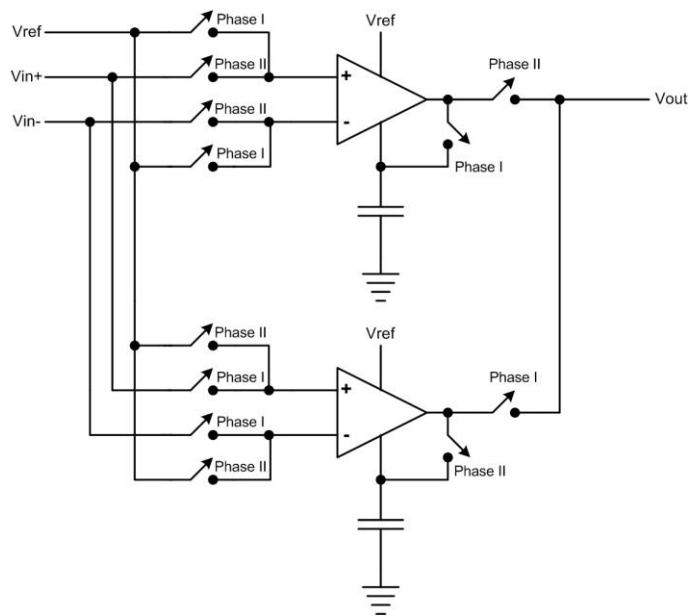 Phase I
Vref
Vref
Phase II
Phase II
Vin+
+
Phase II
Vout
Vin-
-
Phase I
Phase I
Phase II
Vref
Phase I
Phase I
+
Phase I
-
Phase II
Phase II